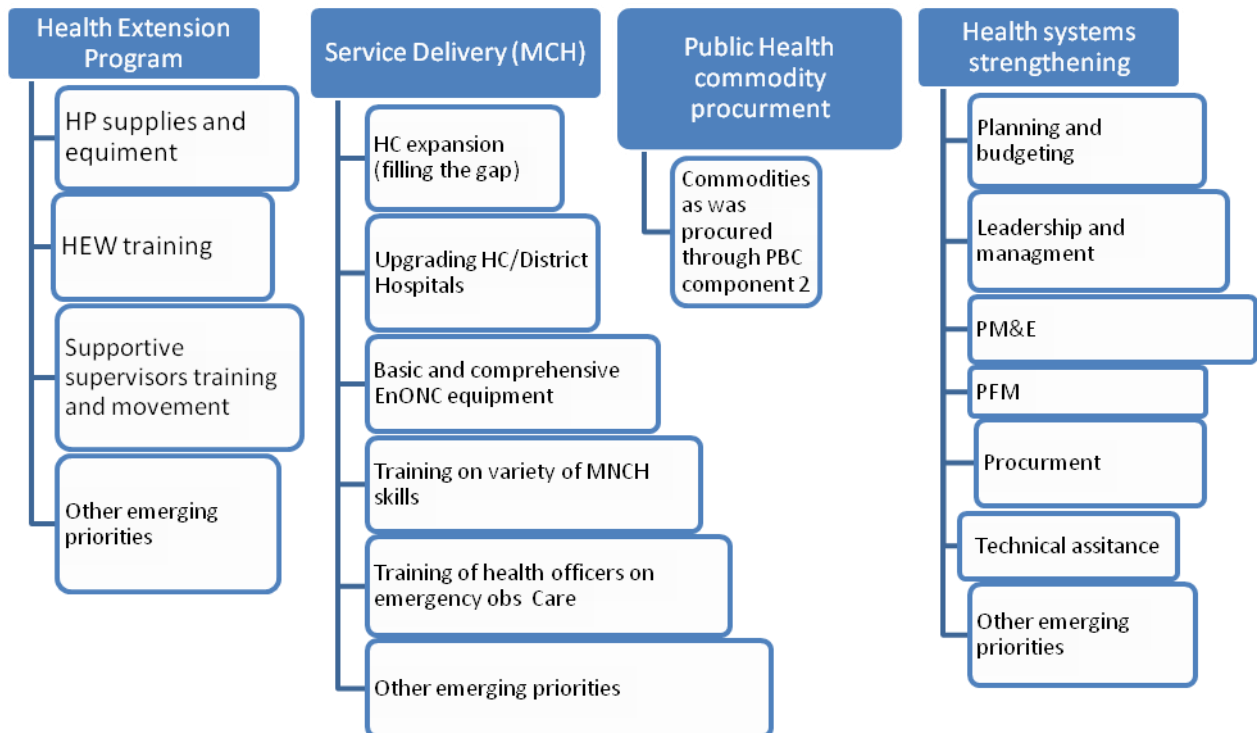 Health Extension
Program
HP supplies and
equiment
HEW training
Supportive
supervisors training
and movement
Other emerging
priorities
Service Delivery (MCH)
HC expansion
(filling the gap)
Upgrading HC/District
Hospitals
Basic and comprehensive
EnONC equipment
Training on variety of MNCH
skills
Training of health officers on
emergency obs Care
Other emerging priorities
Public Health
commodity
procurment
Commodities
as was
procured
through PBC
component 2
Health systems
strengthening
Planning and
budgeting
Leadership and
managment
PM&E
PFM
Procurment
Technical assitance
Other emerging
priorities